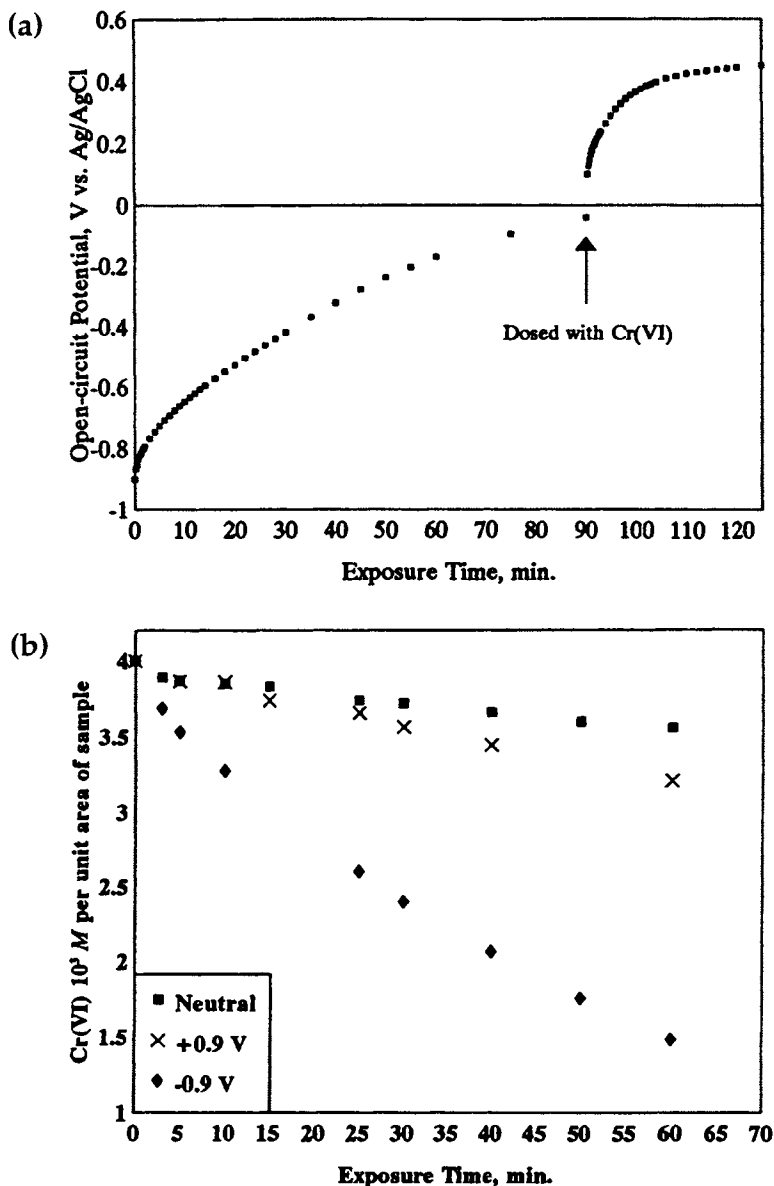 (a)
Open-circuit Potential, V vs. Ag/AgCl
0.6
0.4
0.2
0
-0.2
-0.4
-0.6
-0.8
-1
Dosed with Cr(VI)
0 10 20 30 40 50 60 70 80 90 100 110 120
Exposure Time, min.
(b)
Cr(VI) 10³ M per unit area of sample
4
3.5
3
2.5
2
1.5
1
Neutral
+0.9 V
-0.9 V
0 5 10 15 20 25 30 35 40 45 50 55 60 65 70
Exposure Time, min.